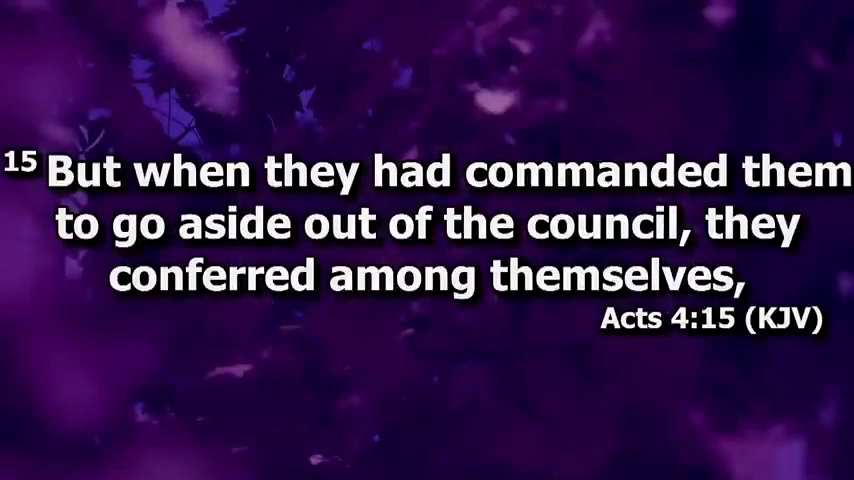 15 But when they had commanded them
to go aside out of the council, they
conferred among themselves,
Acts 4:15 (KJV)